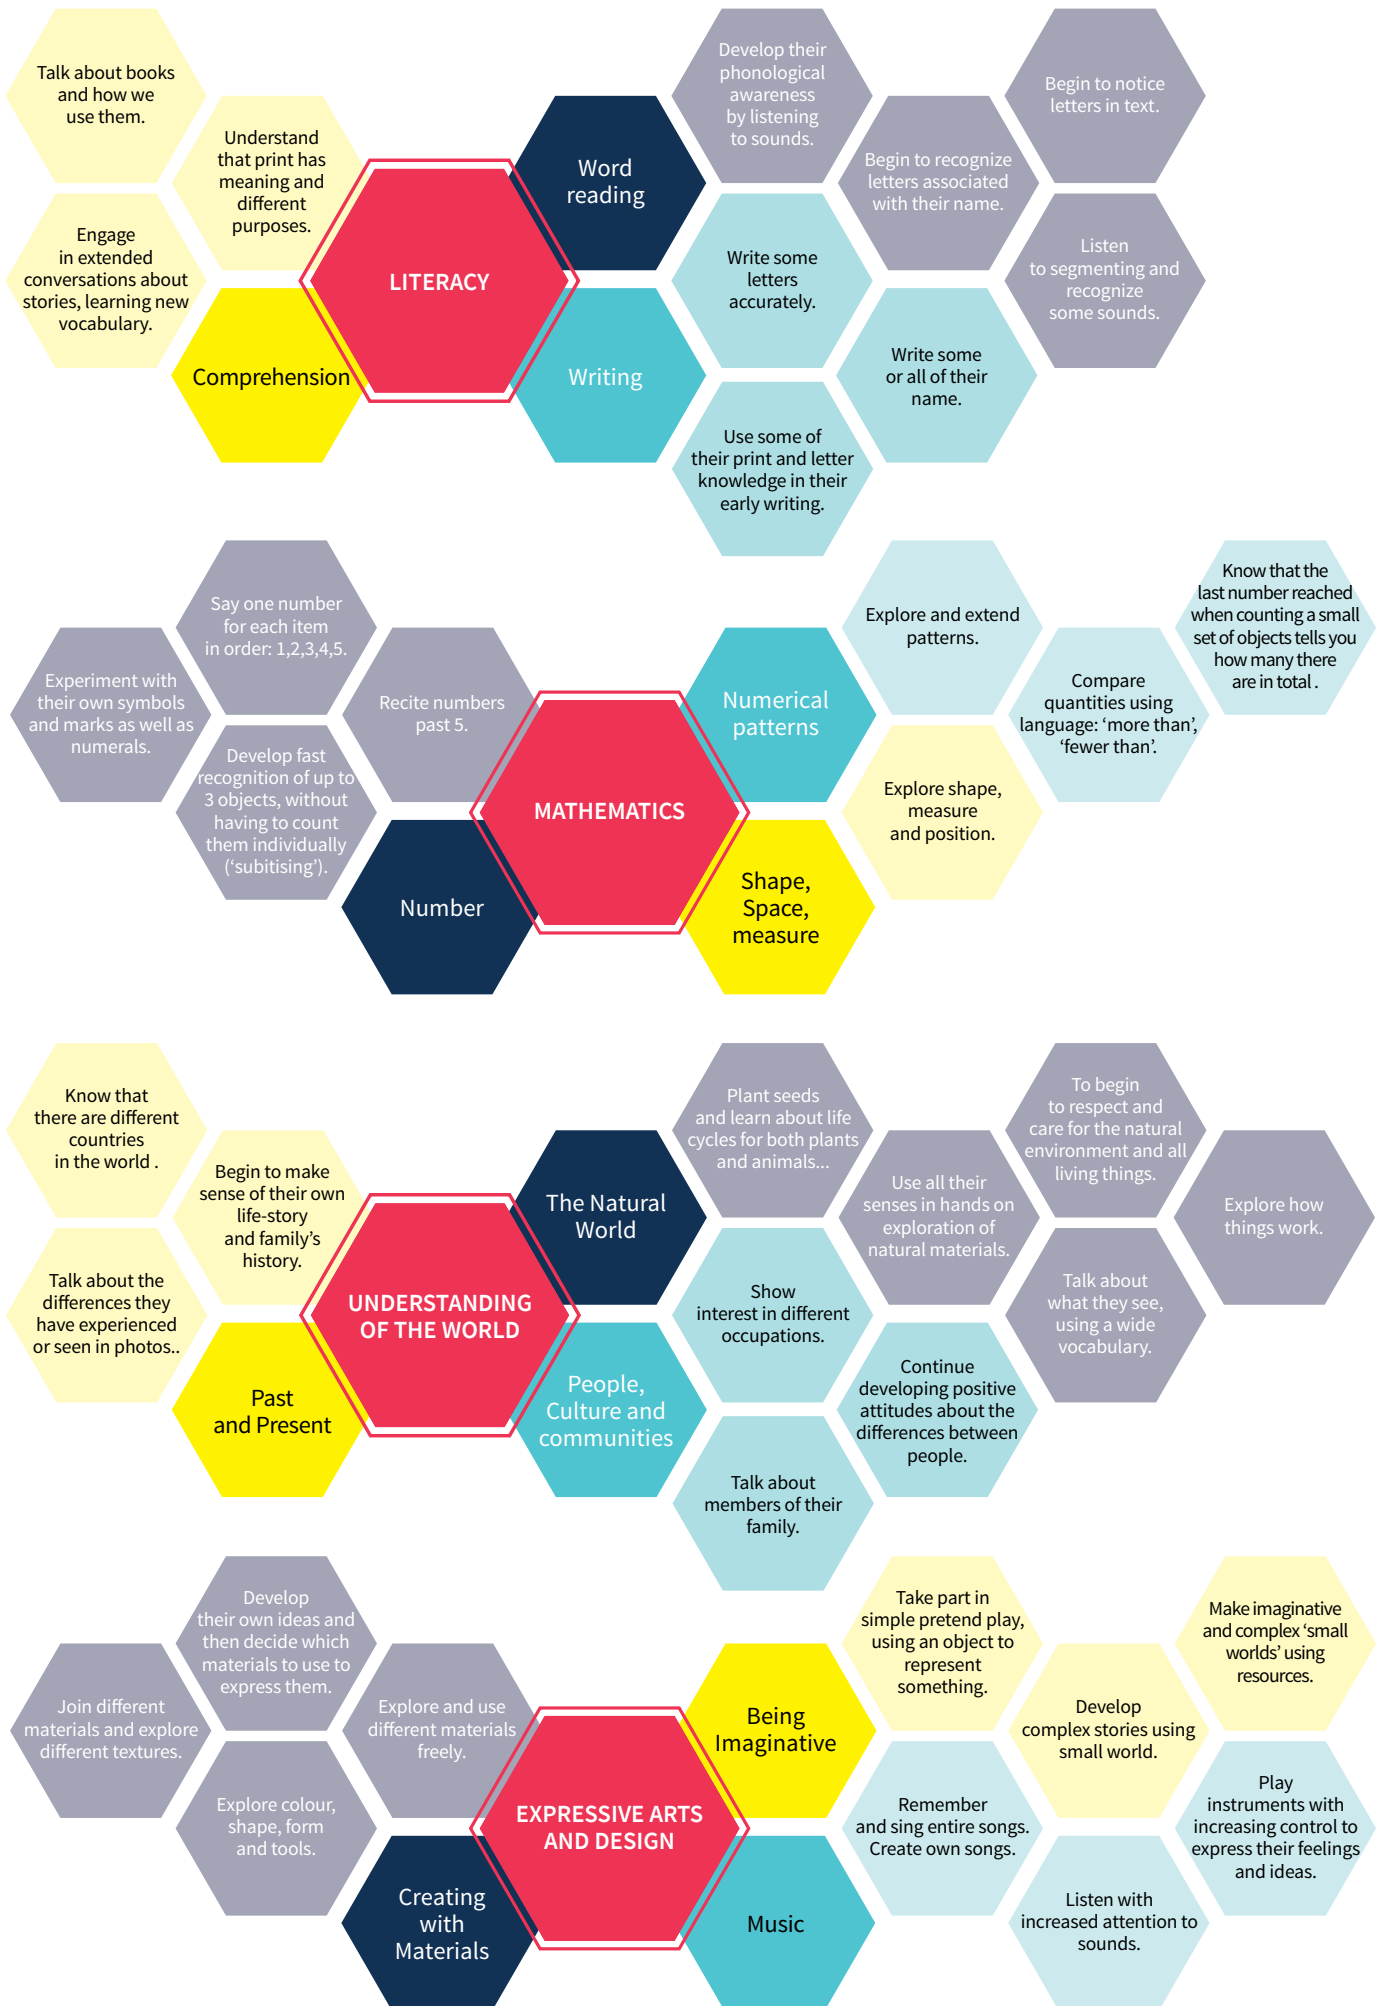 Talk about books
and how we
use them.
Understand
that print has
meaning and
different
purposes.
Engage
in extended
conversations about
stories, learning new
vocabulary.
Comprehension
LITERACY
Word
reading
Writing
Develop their
phonological
awareness
by listening
to sounds.
Begin to recognize
letters associated
with their name.
Begin to notice
letters in text.
Listen
to segmenting and
recognize
some sounds.
Write some
letters
accurately.
Write some
or all of their
name.
Use some of
their print and letter
knowledge in their
early writing.
Say one number
for each item
in order: 1,2,3,4,5.
Experiment with
their own symbols
and marks as well as
numerals.
Recite numbers
past 5.
Develop fast
recognition of up to
3 objects, without
having to count
them individually
(‘subitising’).
Number
MATHEMATICS
Numerical
patterns
Shape,
Space,
measure
Explore and extend
patterns.
Compare
quantities using
language: ‘more than’,
‘fewer than’.
Know that the
last number reached
when counting a small
set of objects tells you
how many there
are in total .
Explore shape,
measure
and position.
Know that
there are different
countries
in the world .
Begin to make
sense of their own
life-story
and family’s
history.
Talk about the
differences they
have experienced
or seen in photos..
Past
and Present
UNDERSTANDING
OF THE WORLD
The Natural
World
People,
Culture and
communities
Plant seeds
and learn about life
cycles for both plants
and animals...
Use all their
senses in hands on
exploration of
natural materials.
To begin
to respect and
care for the natural
environment and all
living things.
Explore how
things work.
Talk about
what they see,
using a wide
vocabulary.
Show
interest in different
occupations.
Continue
developing positive
attitudes about the
differences between
people.
Talk about
members of their
family.
Develop
their own ideas and
then decide which
materials to use to
express them.
Join different
materials and explore
different textures.
Explore and use
different materials
freely.
Explore colour,
shape, form
and tools.
Creating
with
Materials
EXPRESSIVE ARTS
AND DESIGN
Being
Imaginative
Music
Take part in
simple pretend play,
using an object to
represent
something.
Develop
complex stories using
small world.
Make imaginative
and complex ‘small
worlds’ using
resources.
Remember
and sing entire songs.
Create own songs.
Play
instruments with
increasing control to
express their feelings
and ideas.
Listen with
increased attention to
sounds.